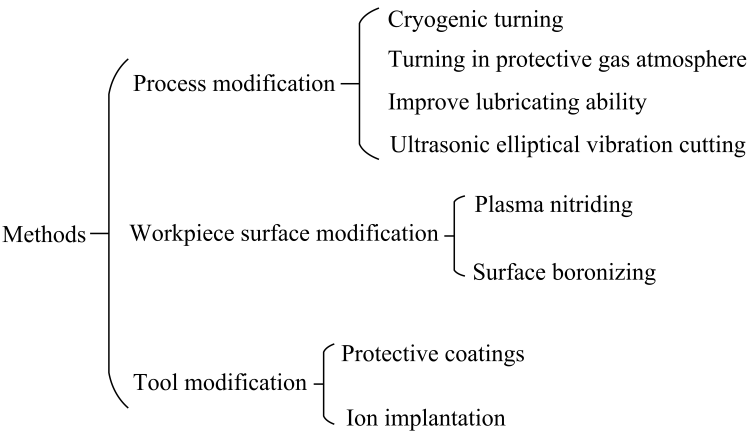 Methods
Process modification
Cryogenic turning
Turning in protective gas atmosphere
Improve lubricating ability
Ultrasonic elliptical vibration cutting
Workpiece surface modification
Plasma nitriding
Surface boronizing
Tool modification
Protective coatings
Ion implantation